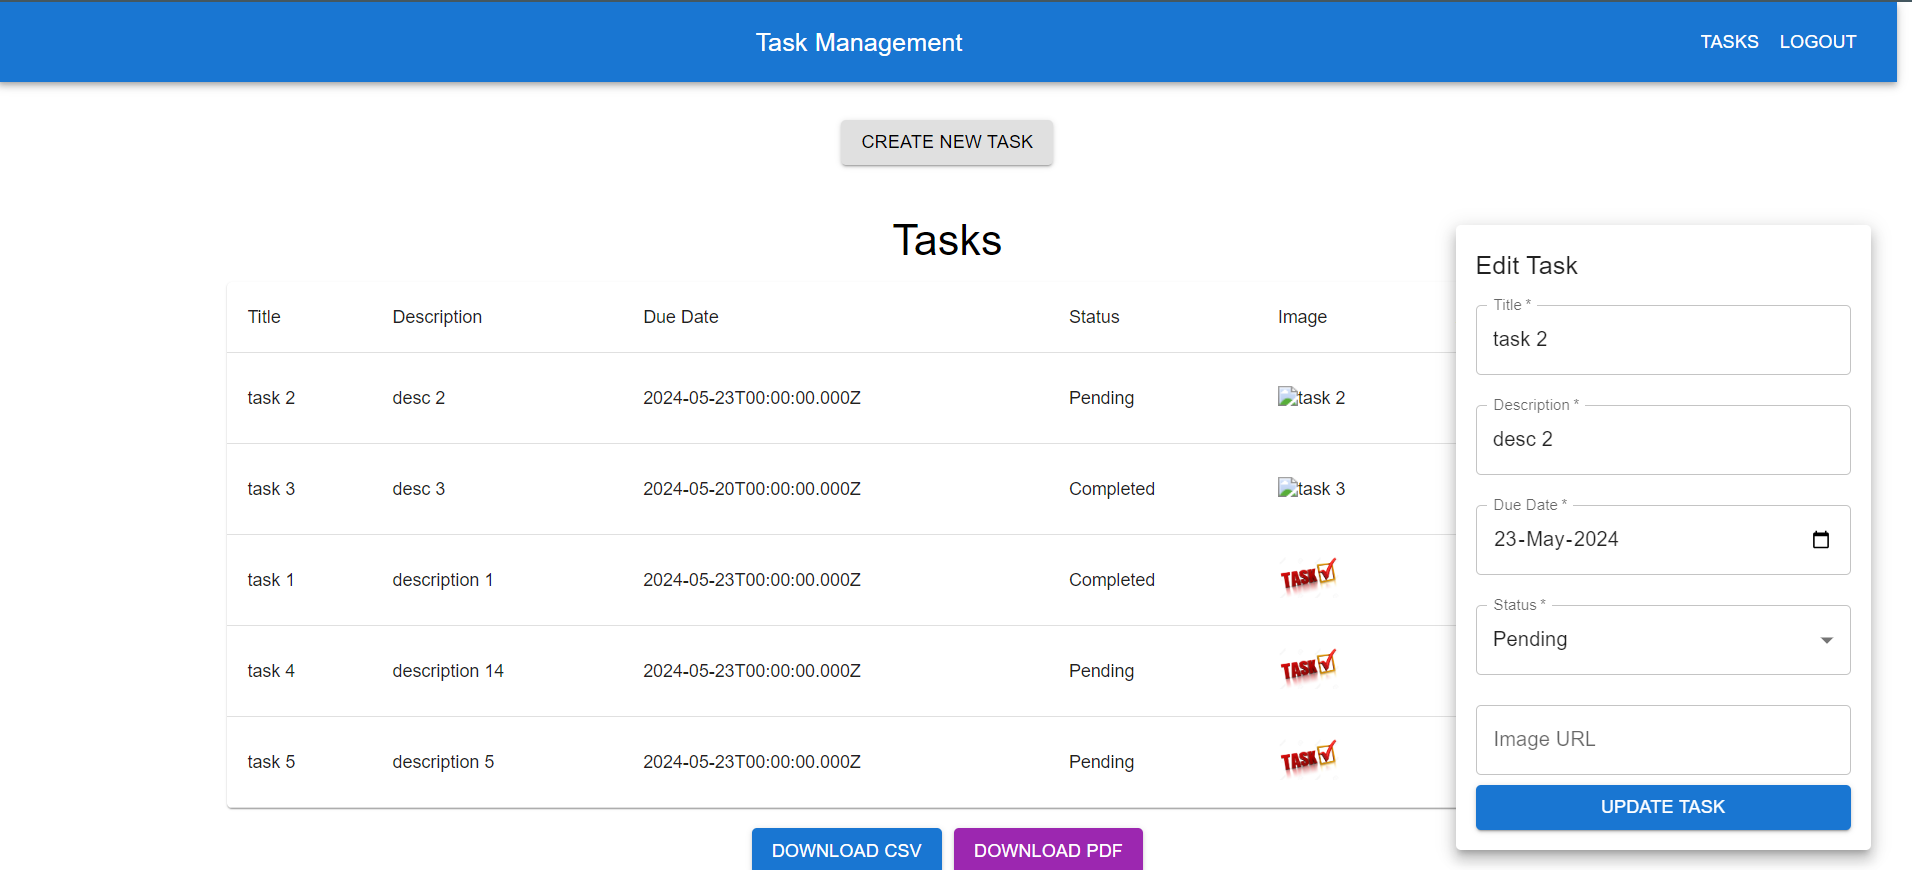 Task Management TASKS LOGOUT
CREATE NEW TASK
Tasks
Title Description Due Date Status Image
task 2 desc 2 2024-05-23T00:00:00.000Z Pending task 2
task 3 desc 3 2024-05-20T00:00:00.000Z Completed task 3
task 1 description 1 2024-05-23T00:00:00.000Z Completed TASK
task 4 description 14 2024-05-23T00:00:00.000Z Pending TASK
task 5 description 5 2024-05-23T00:00:00.000Z Pending TASK
DOWNLOAD CSV DOWNLOAD PDF
Edit Task
Title *
task 2
Description *
desc 2
Due Date *
23-May-2024
Status *
Pending
Image URL
UPDATE TASK